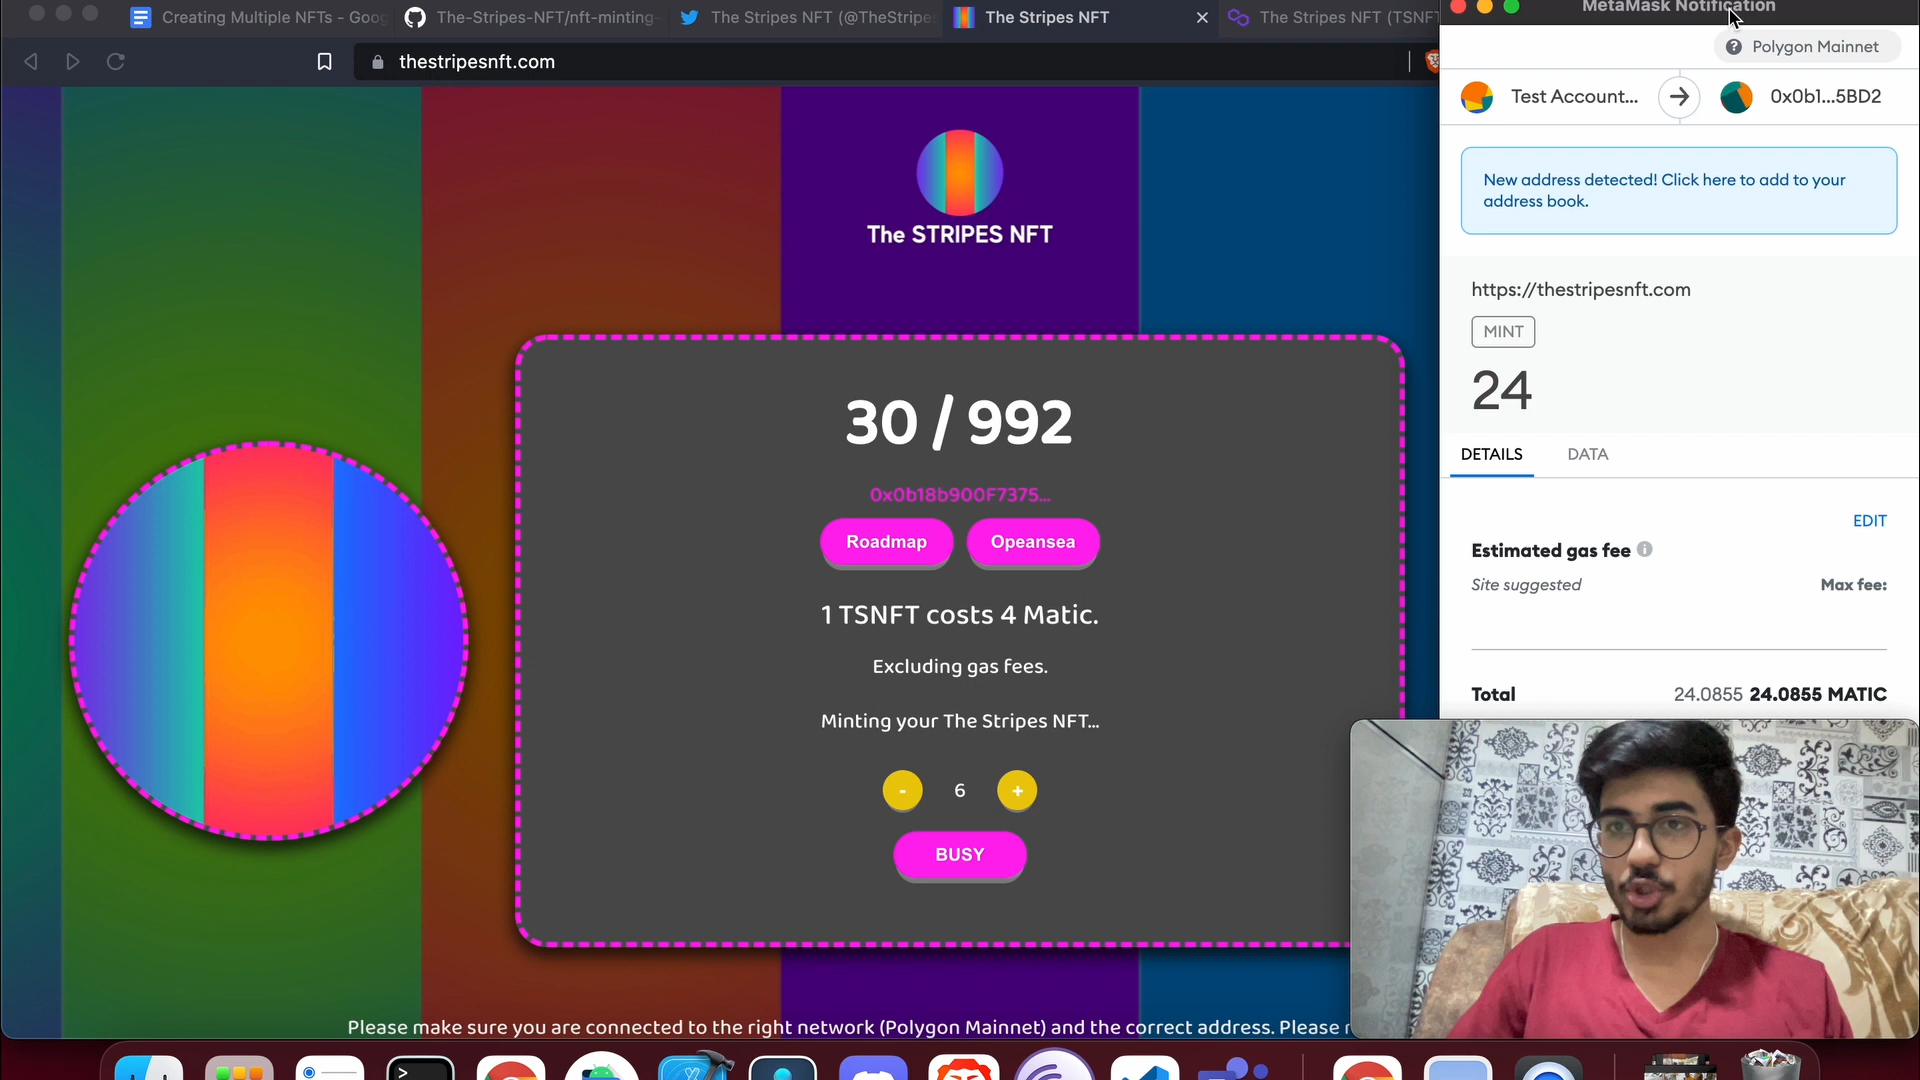 Creating Multiple NFTs - Goog
The-Stripes-NFT/nft-minting-
The Stripes NFT (@TheStripe
The Stripes NFT
The Stripes NFT (TSNFT
MetaMask Notification
thestripesnft.com
Polygon Mainnet
Test Account...
0x0b1...5BD2
New address detected! Click here to add to your
address book.
The STRIPES NFT
https://thestripesnft.com
MINT
24
30 / 992
DETAILS
DATA
0x0b18b900F7375...
EDIT
Roadmap
Opeansea
Estimated gas fee
Site suggested
Max fee:
1 TSNFT costs 4 Matic.
Excluding gas fees.
Total
24.0855 24.0855 MATIC
Minting your The Stripes NFT...
-
6
+
BUSY
Please make sure you are connected to the right network (Polygon Mainnet) and the correct address. Please